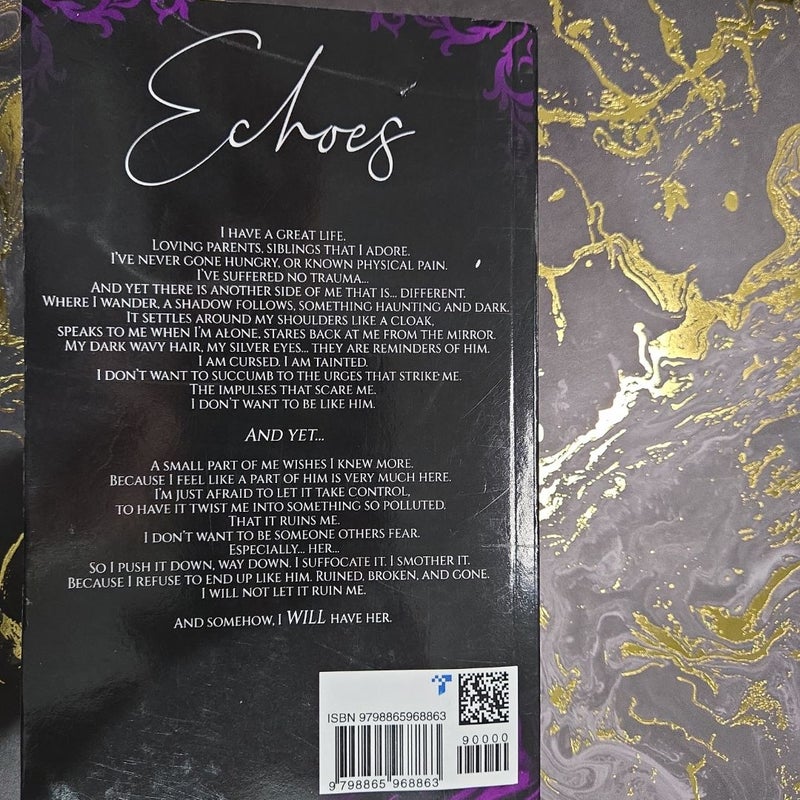 Echoes
I HAVE A GREAT LIFE.
LOVING PARENTS, SIBLINGS THAT I ADORE.
I'VE NEVER GONE HUNGRY, OR KNOWN PHYSICAL PAIN.
I'VE SUFFERED NO TRAUMA...
AND YET THERE IS ANOTHER SIDE OF ME THAT IS... DIFFERENT.
WHERE I WANDER, A SHADOW FOLLOWS, SOMETHING HAUNTING AND DARK.
IT SETTLES AROUND MY SHOULDERS LIKE A CLOAK,
SPEAKS TO ME WHEN I'M ALONE, STARES BACK AT ME FROM THE MIRROR.
MY DARK WAVY HAIR, MY SILVER EYES... THEY ARE REMINDERS OF HIM.
I AM CURSED. I AM TAINTED.
I DON'T WANT TO SUCCUMB TO THE URGES THAT STRIKE ME.
THE IMPULSES THAT SCARE ME.
I DON'T WANT TO BE LIKE HIM.
AND YET...
A SMALL PART OF ME WISHES I KNEW MORE.
BECAUSE I FEEL LIKE A PART OF HIM IS VERY MUCH HERE.
I'M JUST AFRAID TO LET IT TAKE CONTROL,
TO HAVE IT TWIST ME INTO SOMETHING SO POLLUTED.
THAT IT RUINS ME.
I DON'T WANT TO BE SOMEONE OTHERS FEAR.
ESPECIALLY... HER...
SO I PUSH IT DOWN, WAY DOWN. I SUFFOCATE IT. I SMOTHER IT.
BECAUSE I REFUSE TO END UP LIKE HIM. RUINED, BROKEN, AND GONE.
I WILL NOT LET IT RUIN ME.
AND SOMEHOW, I WILL HAVE HER.
ISBN 9798865968863
90000
9 798865 968863